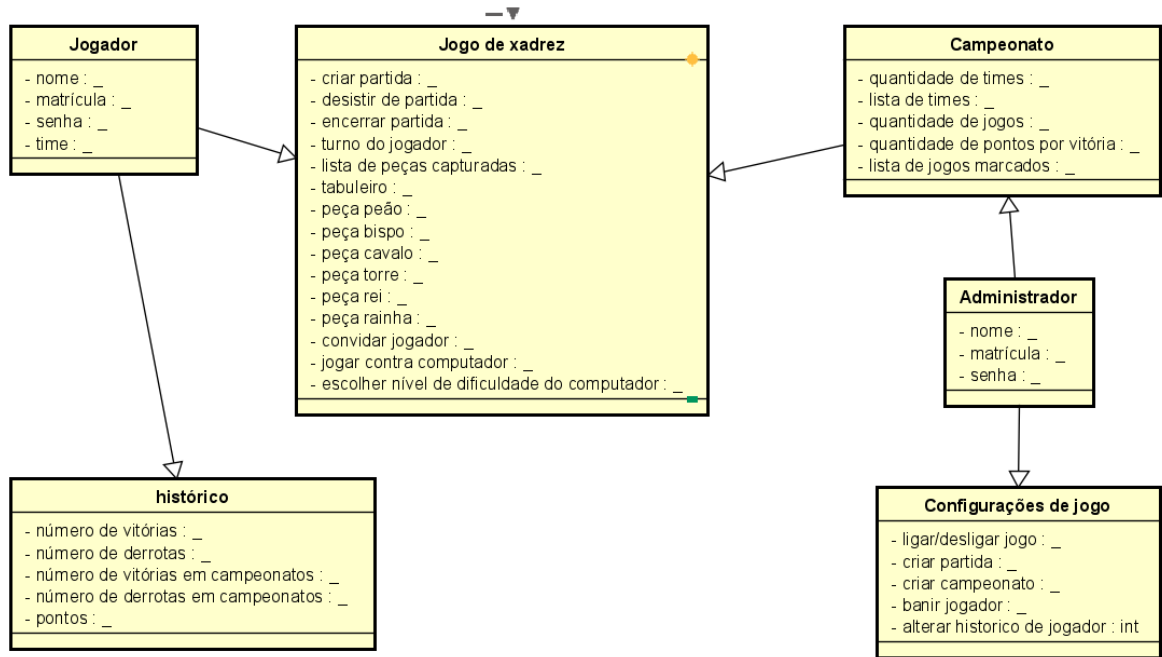 Jogador
- nome : _
- matrícula : _
- senha : _
- time : _
Jogo de xadrez
- criar partida : _
- desistir de partida : _
- encerrar partida : _
- turno do jogador : _
- lista de peças capturadas : _
- tabuleiro : _
- peça peão : _
- peça bispo : _
- peça cavalo : _
- peça torre : _
- peça rei : _
- peça rainha : _
- convidar jogador : _
- jogar contra computador : _
- escolher nível de dificuldade do computador : _
Campeonato
- quantidade de times : _
- lista de times : _
- quantidade de jogos : _
- quantidade de pontos por vitória : _
- lista de jogos marcados : _
Administrador
- nome : _
- matrícula : _
- senha : _
histórico
- número de vitórias : _
- número de derrotas : _
- número de vitórias em campeonatos : _
- número de derrotas em campeonatos : _
- pontos : _
Configurações de jogo
- ligar/desligar jogo : _
- criar partida : _
- criar campeonato : _
- banir jogador : _
- alterar historico de jogador : int